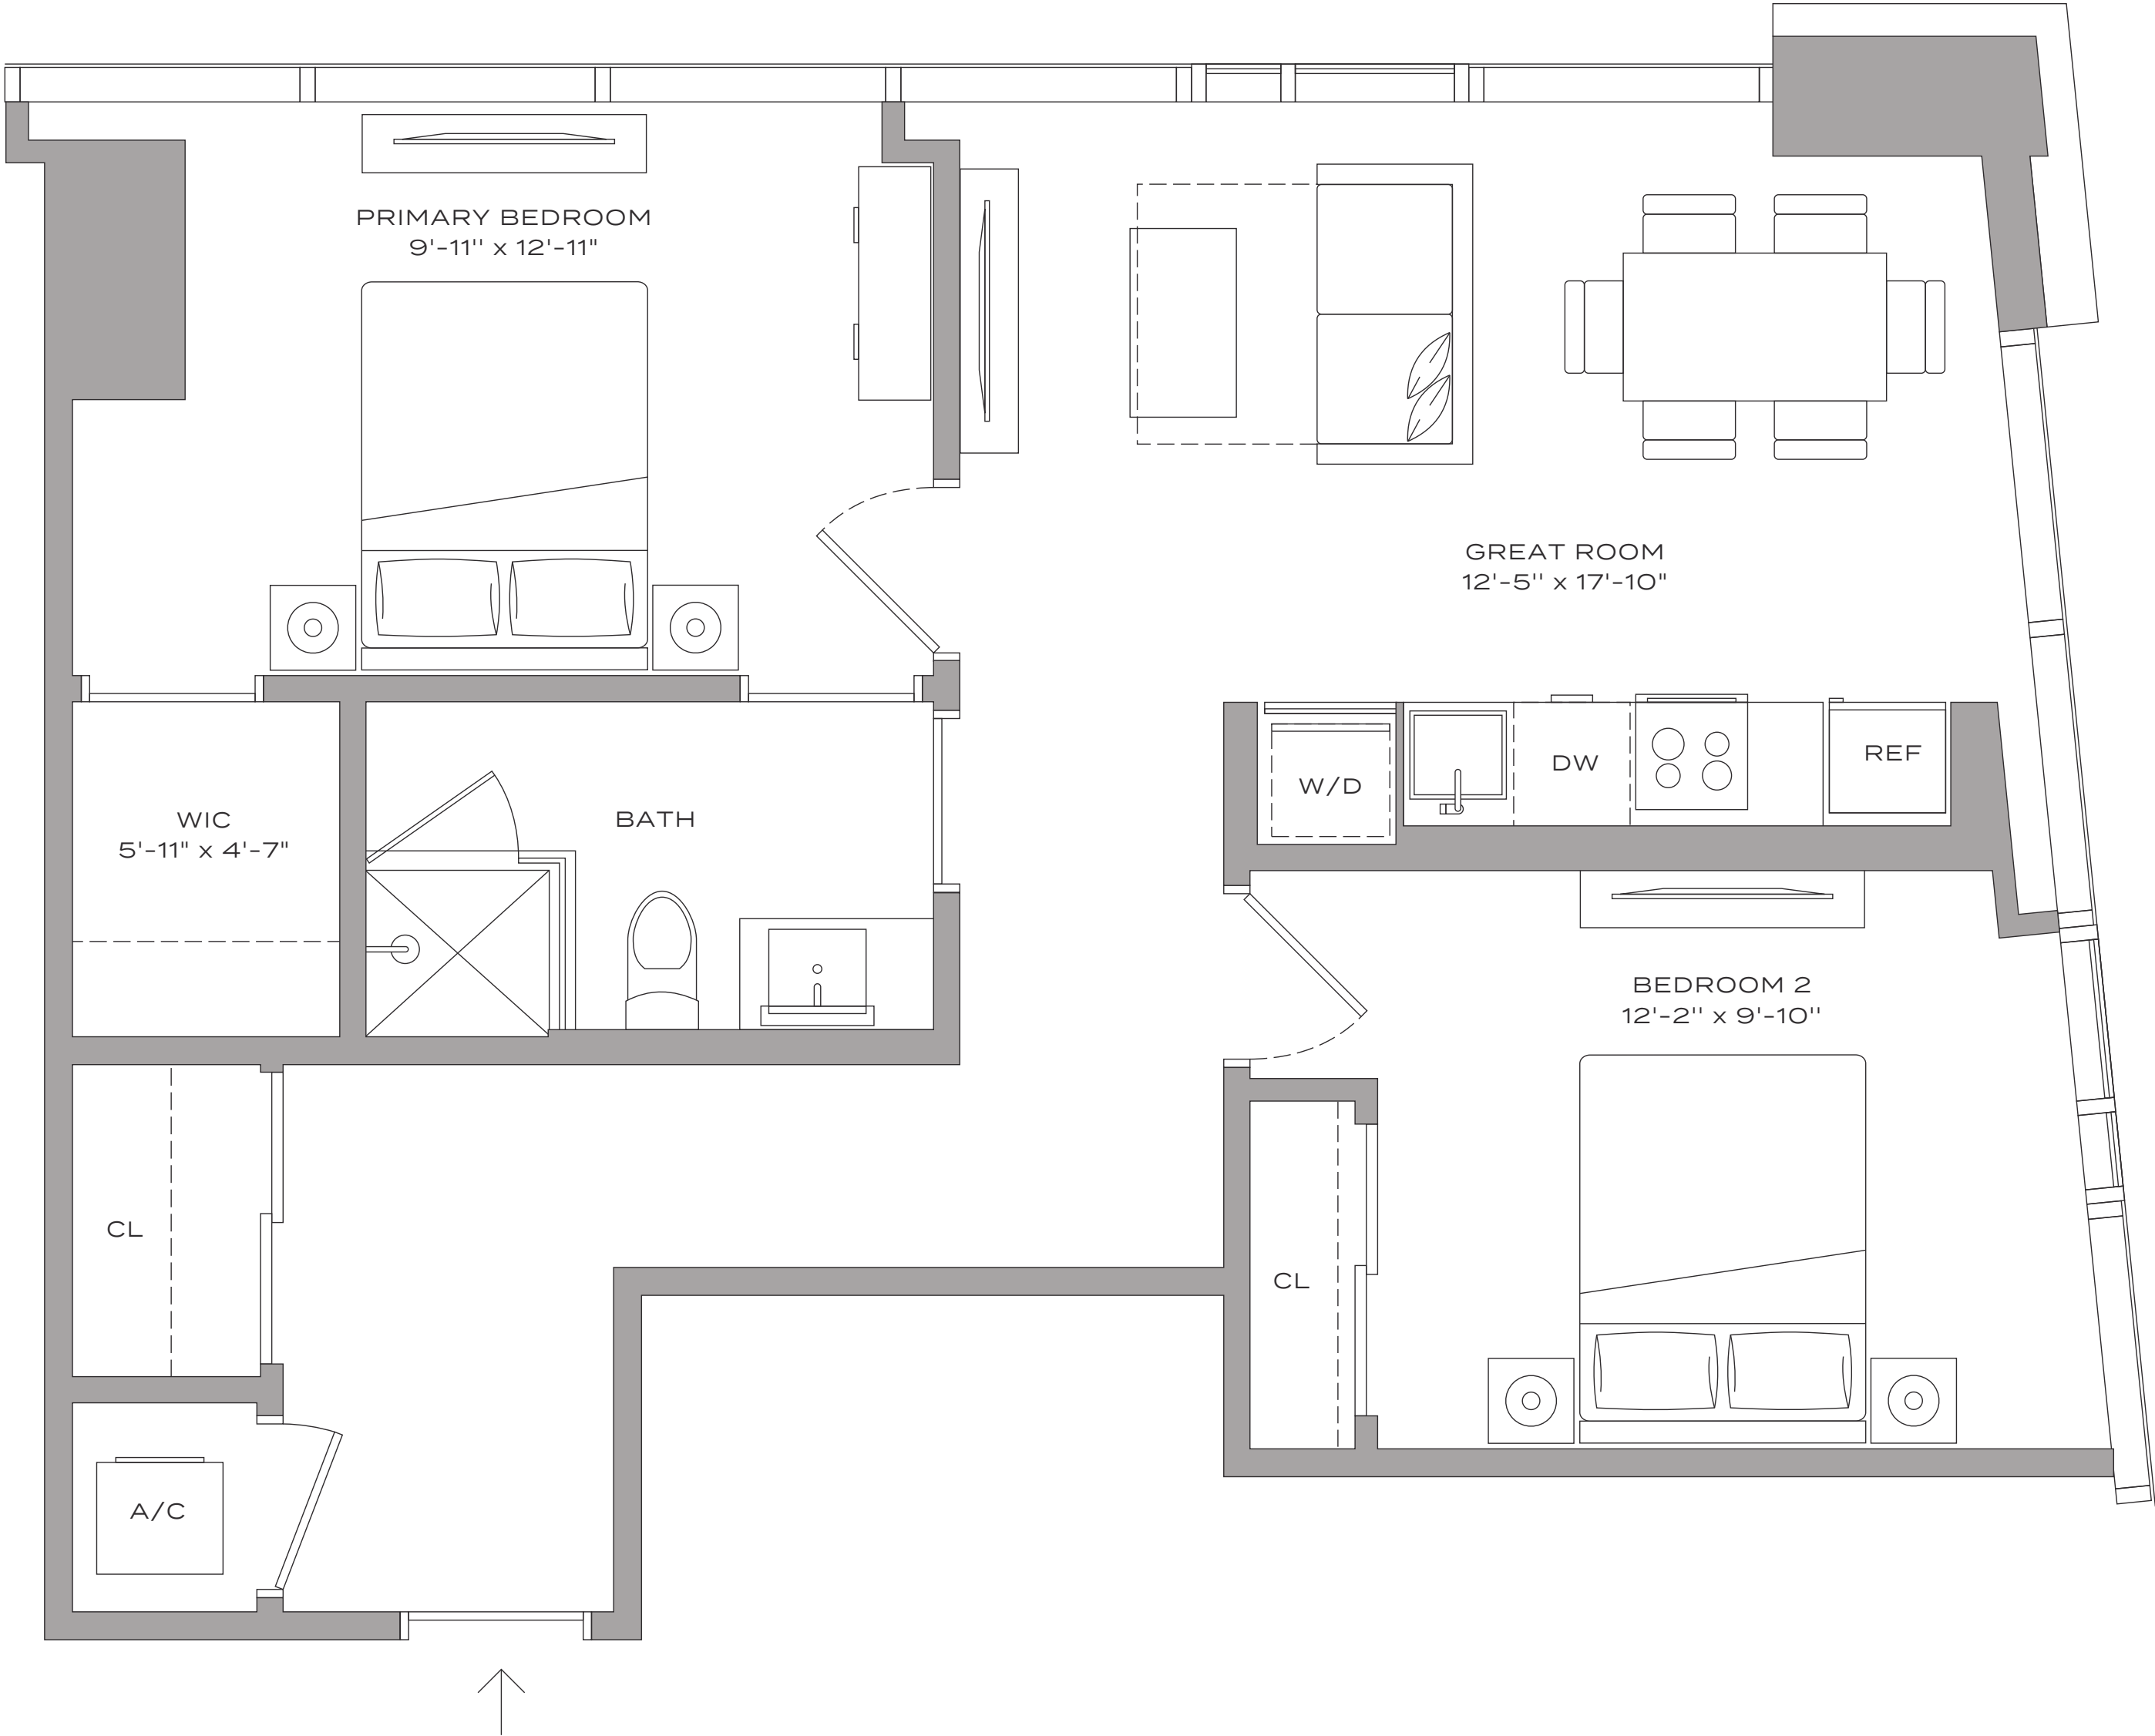 PRIMARY BEDROOM
9'-11'' x 12'-11"
GREAT ROOM
12'-5'' x 17'-10"
W/D
DW
REF
WIC
5'-11" x 4'-7"
BATH
BEDROOM 2
12'-2'' x 9'-10''
CL
CL
A/C